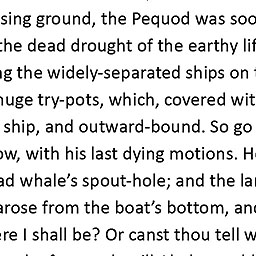 sing ground, the Pequod was soo
the dead drought of the earthy lif
g the widely-separated ships on
huge try-pots, which, covered wit
ship, and outward-bound. So go
ow, with his last dying motions. H
ad whale’s spout-hole; and the la
arose from the boat’s bottom, an
re I shall be? Or canst thou tell w